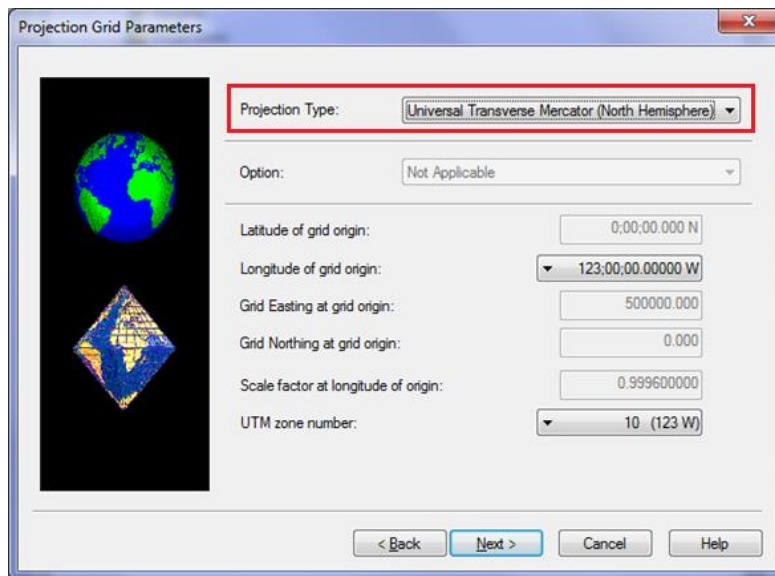 Projection Grid Parameters
Projection Type: Universal Transverse Mercator (North Hemisphere)
Option: Not Applicable
Latitude of grid origin: 0;00;00.000 N
Longitude of grid origin: 123;00;00.00000 W
Grid Easting at grid origin: 500000.000
Grid Northing at grid origin: 0.000
Scale factor at longitude of origin: 0.999600000
UTM zone number: 10 (123 W)
< Back Next > Cancel Help